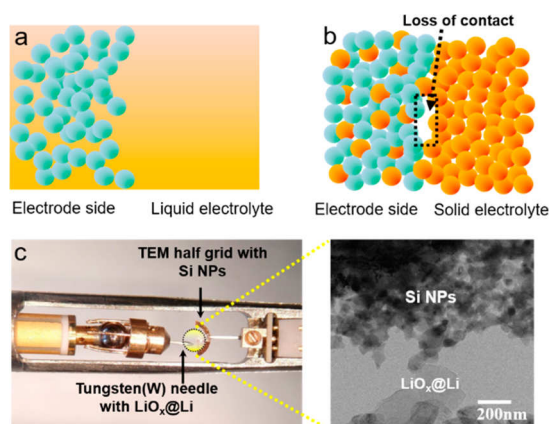 a
b
Loss of contact
Electrode side
Liquid electrolyte
Electrode side
Solid electrolyte
c
TEM half grid with
Si NPs
Tungsten(W) needle
with LiOx@Li
Si NPs
LiOx@Li
200nm